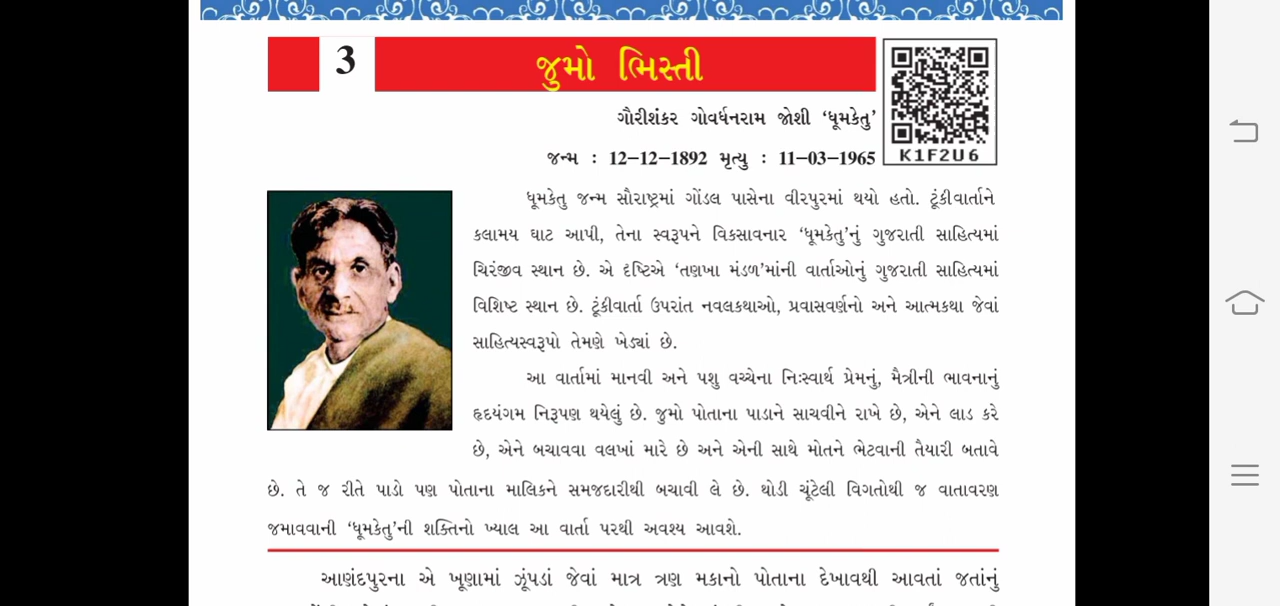 3
જુમો ભિસ્તી
ગૌરીશંકર ગોવર્ધનરામ જોશી ‘ધૂમકેતુ’
જન્મ : 12–12–1892 મૃત્યુ : 11–03–1965
K1F2U6
ધૂમકેતુ જન્મ સૌરાષ્ટ્રમાં ગોંડલ પાસેના વીરપુરમાં થયો હતો. ટૂંકીવાર્તાને
કલામય ઘાટ આપી, તેના સ્વરૂપને વિકસાવનાર ‘ધૂમકેતુ’નું ગુજરાતી સાહિત્યમાં
ચિરંજીવ સ્થાન છે. એ દૃષ્ટિએ ‘તણખા મંડળ’માંની વાર્તાઓનું ગુજરાતી સાહિત્યમાં
વિશિષ્ટ સ્થાન છે. ટૂંકીવાર્તા ઉપરાંત નવલકથાઓ, પ્રવાસવર્ણનો અને આત્મકથા જેવાં
સાહિત્યસ્વરૂપો તેમણે ખેડ્યાં છે.
આ વાર્તામાં માનવી અને પશુ વચ્ચેના નિઃસ્વાર્થ પ્રેમનું, મૈત્રીની ભાવનાનું
હૃદયંગમ નિરૂપણ થયેલું છે. જુમો પોતાના પાડાને સાચવીને રાખે છે, એને લાડ કરે
છે, એને બચાવવા વલખાં મારે છે અને એની સાથે મોતને ભેટવાની તૈયારી બતાવે
છે. તે જ રીતે પાડો પણ પોતાના માલિકને સમજદારીથી બચાવી લે છે. થોડી ચૂંટેલી વિગતોથી જ વાતાવરણ
જમાવવાની ‘ધૂમકેતુ’ની શક્તિનો ખ્યાલ આ વાર્તા પરથી અવશ્ય આવશે.
આણંદપુરના એ ખૂણામાં ઝૂંપડાં જેવાં માત્ર ત્રણ મકાનો પોતાના દેખાવથી આવતાં જતાંનું